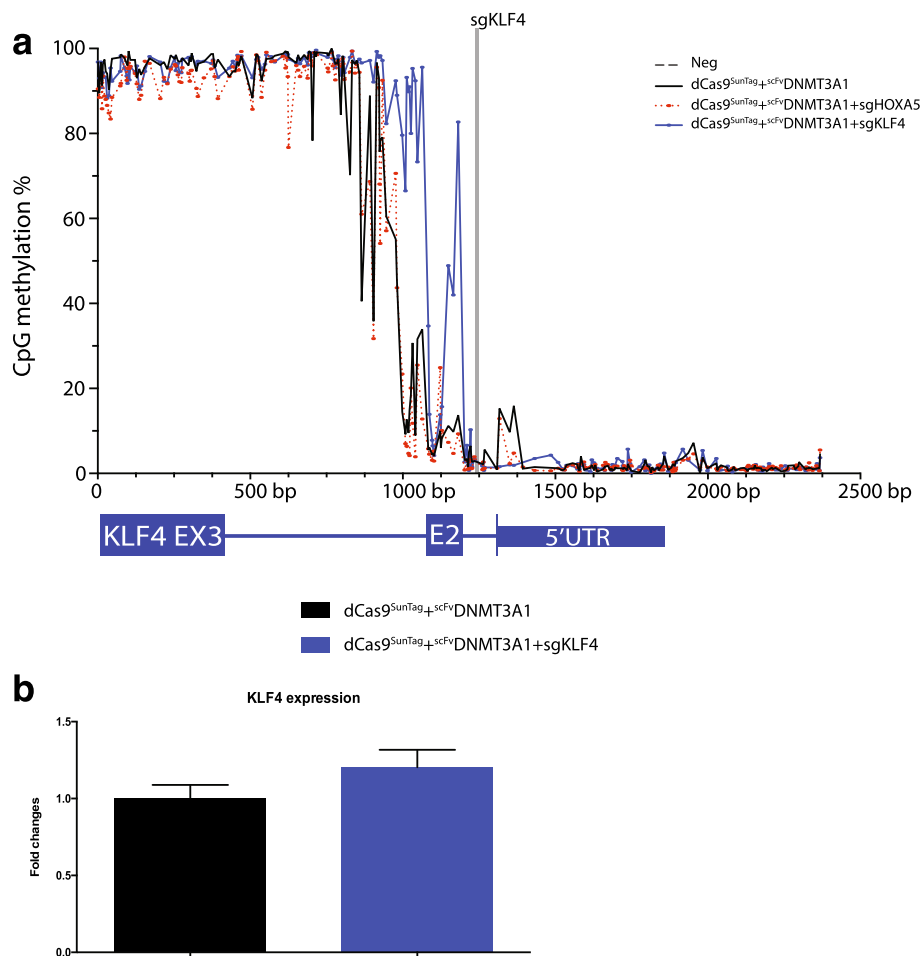 a
sgKLF4
Neg
dCas9SunTag+scFvDNMT3A1
dCas9SunTag+scFvDNMT3A1+sgHOXA5
dCas9SunTag+scFvDNMT3A1+sgKLF4
CpG methylation %
100
80
60
40
20
0
0 500 bp 1000 bp 1500 bp 2000 bp 2500 bp
KLF4 EX3 E2 5'UTR
dCas9SunTag+scFvDNMT3A1
dCas9SunTag+scFvDNMT3A1+sgKLF4
b
KLF4 expression
Fold changes
1.5
1.0
0.5
0.0